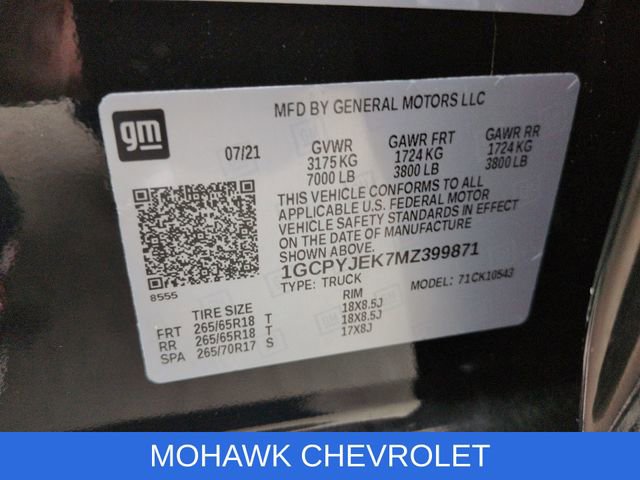 MFD BY GENERAL MOTORS LLC
gm
07/21 GVWR GAWR FRT GAWR RR
3175 KG 1724 KG 1724 KG
7000 LB 3800 LB 3800 LB
THIS VEHICLE CONFORMS TO ALL
APPLICABLE U.S. FEDERAL MOTOR
VEHICLE SAFETY STANDARDS IN EFFECT
ON THE DATE OF MANUFACTURE
SHOWN ABOVE.
1GCPYJEK7MZ399871
8555
TYPE: TRUCK MODEL: 71CK10543
TIRE SIZE RIM
FRT 265/65R18 T 18X8.5J
RR 265/65R18 T 18X8.5J
SPA 265/70R17 S 17X8J
MOHAWK CHEVROLET